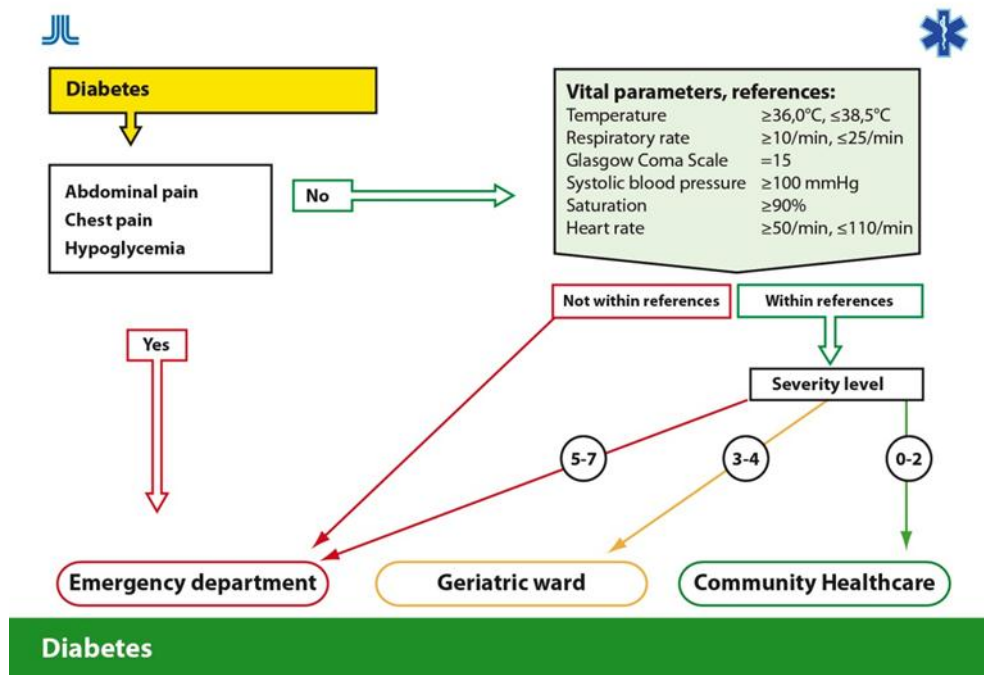 Diabetes
Abdominal pain
Chest pain
Hypoglycemia
No
Yes
Vital parameters, references:
Temperature ≥36,0°C, ≤38,5°C
Respiratory rate ≥10/min, ≤25/min
Glasgow Coma Scale =15
Systolic blood pressure ≥100 mmHg
Saturation ≥90%
Heart rate ≥50/min, ≤110/min
Not within references
Within references
Severity level
5-7
3-4
0-2
Emergency department
Geriatric ward
Community Healthcare
Diabetes